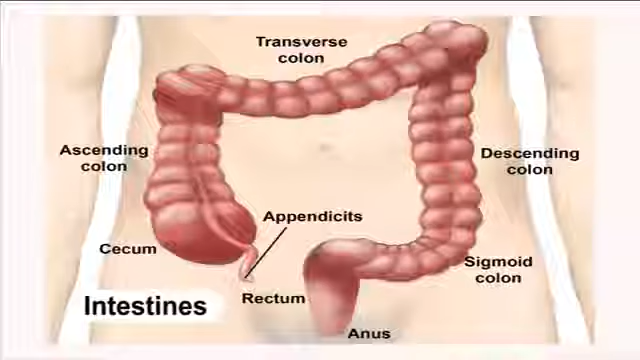 Transverse
colon
Ascending
colon
Descending
colon
Appendicits
Cecum
Sigmoid
colon
Intestines
Rectum
Anus